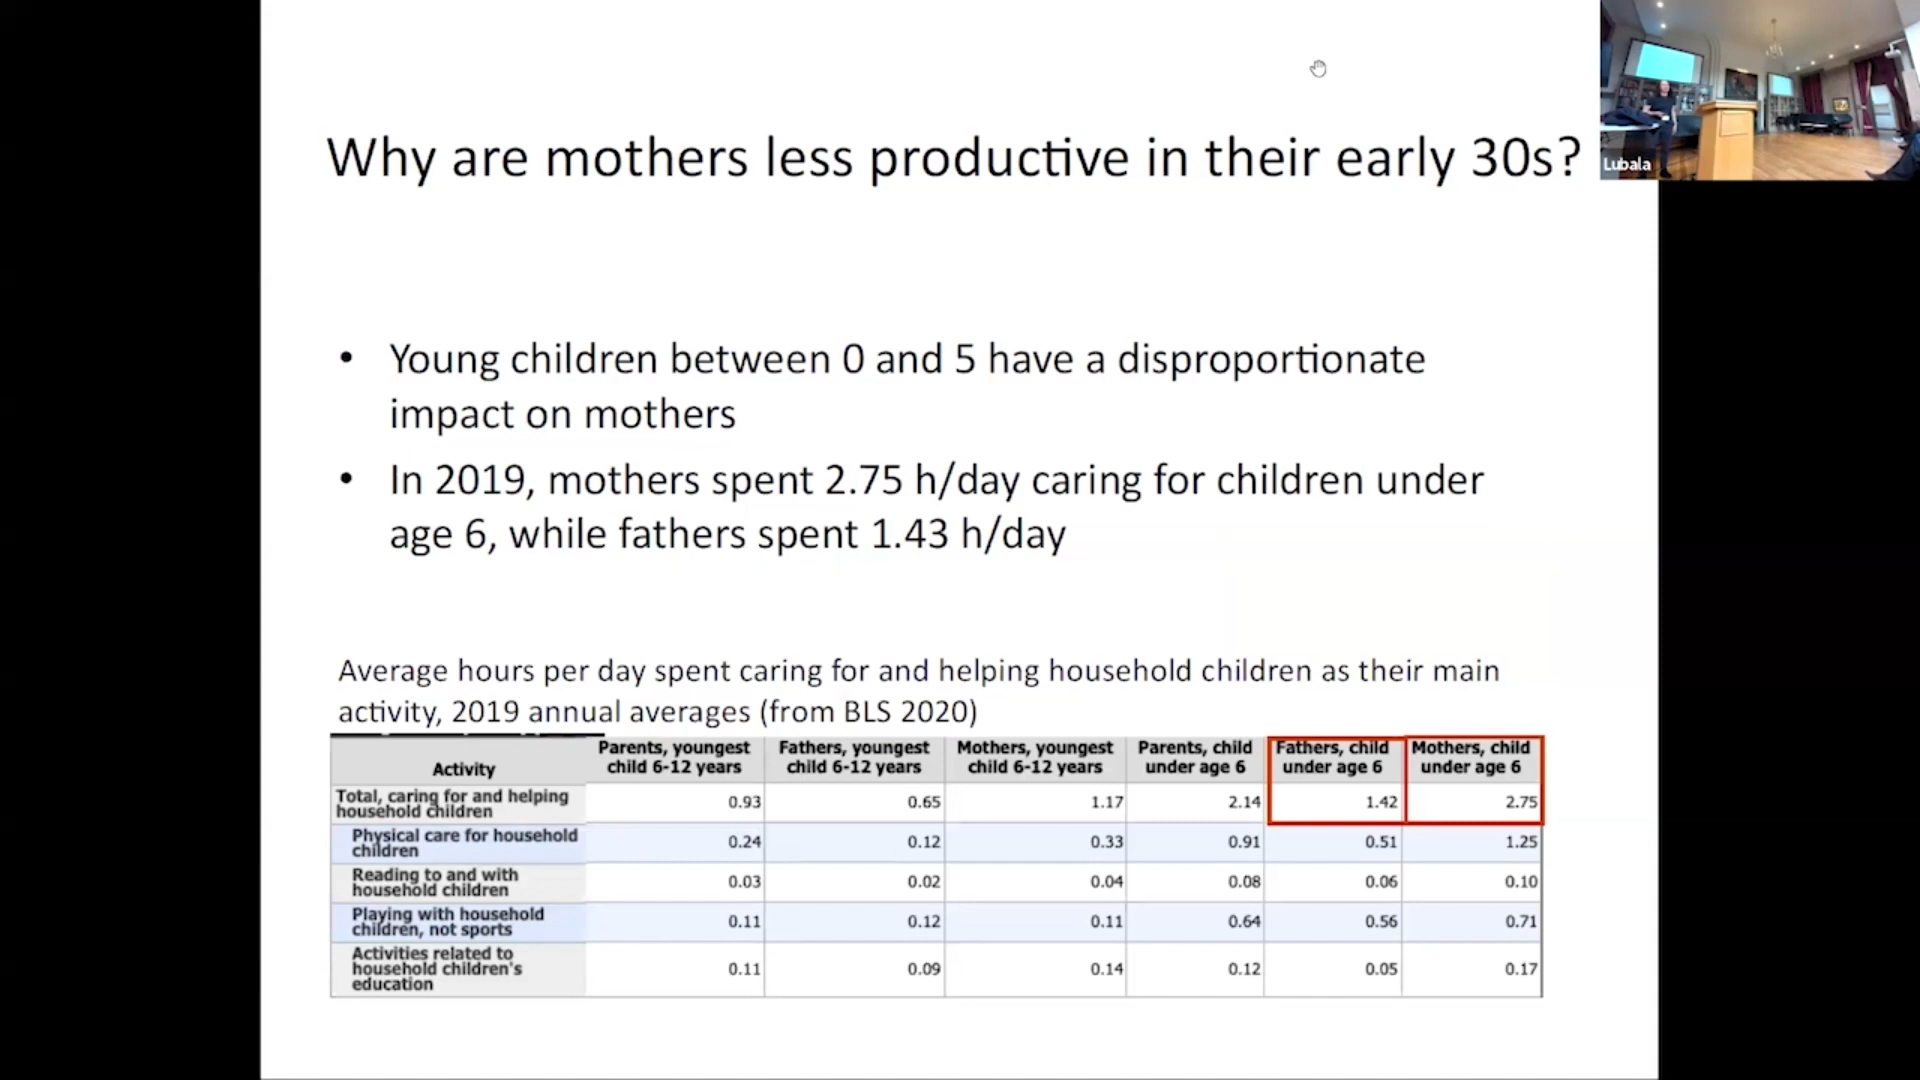 Why are mothers less productive in their early 30s?
Lubala
• Young children between 0 and 5 have a disproportionate
impact on mothers
• In 2019, mothers spent 2.75 h/day caring for children under
age 6, while fathers spent 1.43 h/day
Average hours per day spent caring for and helping household children as their main
activity, 2019 annual averages (from BLS 2020)
Activity Parents, youngest child 6-12 years Fathers, youngest child 6-12 years Mothers, youngest child 6-12 years Parents, child under age 6 Fathers, child under age 6 Mothers, child under age 6
Total, caring for and helping household children 0.93 0.65 1.17 2.14 1.42 2.75
Physical care for household children 0.24 0.12 0.33 0.91 0.51 1.25
Reading to and with household children 0.03 0.02 0.04 0.08 0.06 0.10
Playing with household children, not sports 0.11 0.12 0.11 0.64 0.56 0.71
Activities related to household children's education 0.11 0.09 0.14 0.12 0.05 0.17